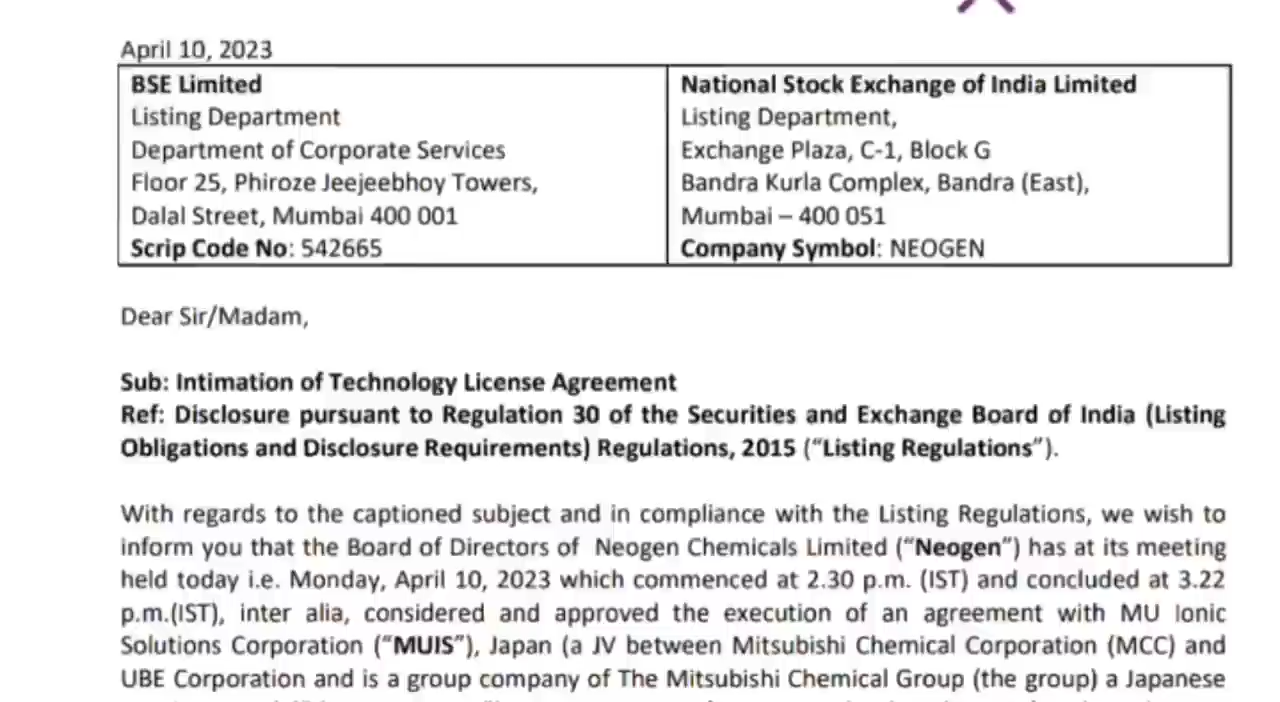 April 10, 2023
BSE Limited
Listing Department
Department of Corporate Services
Floor 25, Phiroze Jeejeebhoy Towers,
Dalal Street, Mumbai 400 001
Scrip Code No: 542665
National Stock Exchange of India Limited
Listing Department,
Exchange Plaza, C-1, Block G
Bandra Kurla Complex, Bandra (East),
Mumbai – 400 051
Company Symbol: NEOGEN
Dear Sir/Madam,
Sub: Intimation of Technology License Agreement
Ref: Disclosure pursuant to Regulation 30 of the Securities and Exchange Board of India (Listing
Obligations and Disclosure Requirements) Regulations, 2015 (“Listing Regulations”).
With regards to the captioned subject and in compliance with the Listing Regulations, we wish to
inform you that the Board of Directors of Neogen Chemicals Limited (“Neogen”) has at its meeting
held today i.e. Monday, April 10, 2023 which commenced at 2.30 p.m. (IST) and concluded at 3.22
p.m.(IST), inter alia, considered and approved the execution of an agreement with MU Ionic
Solutions Corporation (“MUIS”), Japan (a JV between Mitsubishi Chemical Corporation (MCC) and
UBE Corporation and is a group company of The Mitsubishi Chemical Group (the group) a Japanese